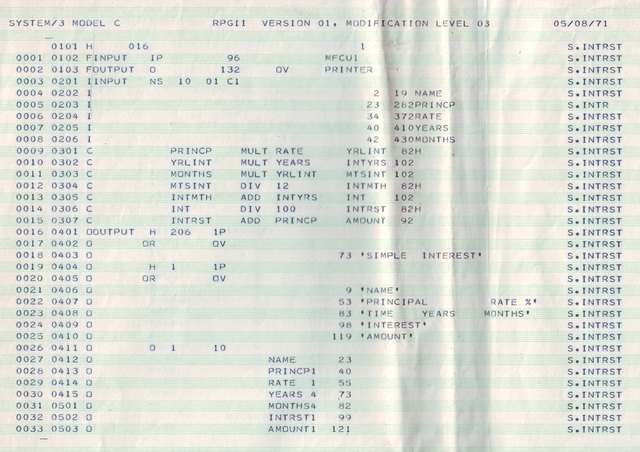 SYSTEM/3 MODEL C RPGII VERSION 01, MODIFICATION LEVEL 03 05/08/71
0101 H 016 1 S.INTRST
0001 0102 FINPUT IP 96 MFCU1 S.INTRST
0002 0103 FOUTPUT O 132 OV PRINTER S.INTRST
0003 0201 IINPUT NS 10 01 C1 S.INTRST
0004 0202 I 2 19 NAME S.INTRST
0005 0203 I 23 282PRINCP S.INTR
0006 0204 I 34 372RATE S.INTRST
0007 0205 I 40 410YEARS S.INTRST
0008 0206 I 42 430MONTHS S.INTRST
0009 0301 C PRINCP MULT RATE YRLINT 82H S.INTRST
0010 0302 C YRLINT MULT YEARS INTYRS 102 S.INTRST
0011 0303 C MONTHS MULT YRLINT MTSINT 102 S.INTRST
0012 0304 C MTSINT DIV 12 INTMTH 82H S.INTRST
0013 0305 C INTMTH ADD INTYRS INT 102 S.INTRST
0014 0306 C INT DIV 100 INTRST 82H S.INTRST
0015 0307 C INTRST ADD PRINCP AMOUNT 92 S.INTRST
0016 0401 OOUTPUT H 206 1P S.INTRST
0017 0402 O OR OV S.INTRST
0018 0403 O 73 'SIMPLE INTEREST' S.INTRST
0019 0404 O H 1 1P S.INTRST
0020 0405 O OR OV S.INTRST
0021 0406 O 9 'NAME' S.INTRST
0022 0407 O 53 'PRINCIPAL RATE %' S.INTRST
0023 0408 O 83 'TIME YEARS MONTHS' S.INTRST
0024 0409 O 98 'INTEREST' S.INTRST
0025 0410 O 119 'AMOUNT' S.INTRST
0026 0411 O D 1 10 S.INTRST
0027 0412 O NAME 23 S.INTRST
0028 0413 O PRINCP1 40 S.INTRST
0029 0414 O RATE 1 55 S.INTRST
0030 0415 O YEARS 4 73 S.INTRST
0031 0501 O MONTHS4 82 S.INTRST
0032 0502 O INTRST1 99 S.INTRST
0033 0503 O AMOUNT1 121 S.INTRST